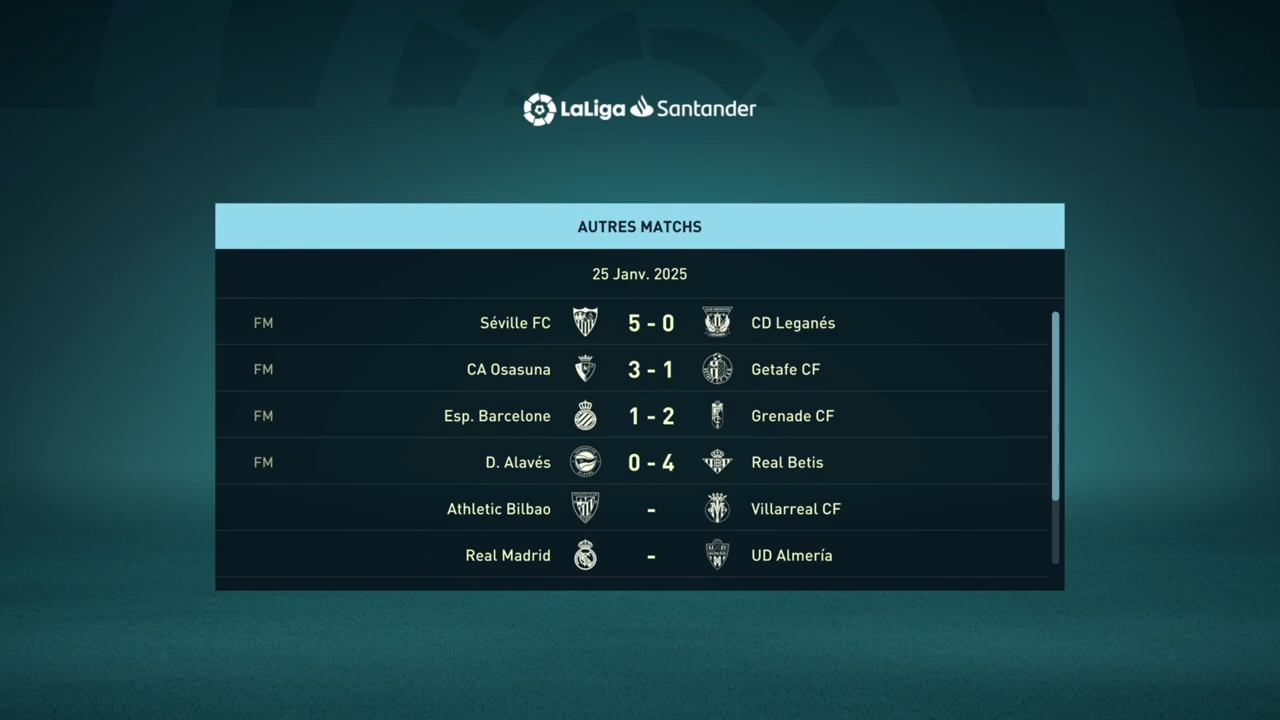 LaLiga Santander
AUTRES MATCHS
25 Janv. 2025
FM Séville FC 5 - 0 CD Leganés
FM CA Osasuna 3 - 1 Getafe CF
FM Esp. Barcelone 1 - 2 Grenade CF
FM D. Alavés 0 - 4 Real Betis
Athletic Bilbao - Villarreal CF
Real Madrid - UD Almería